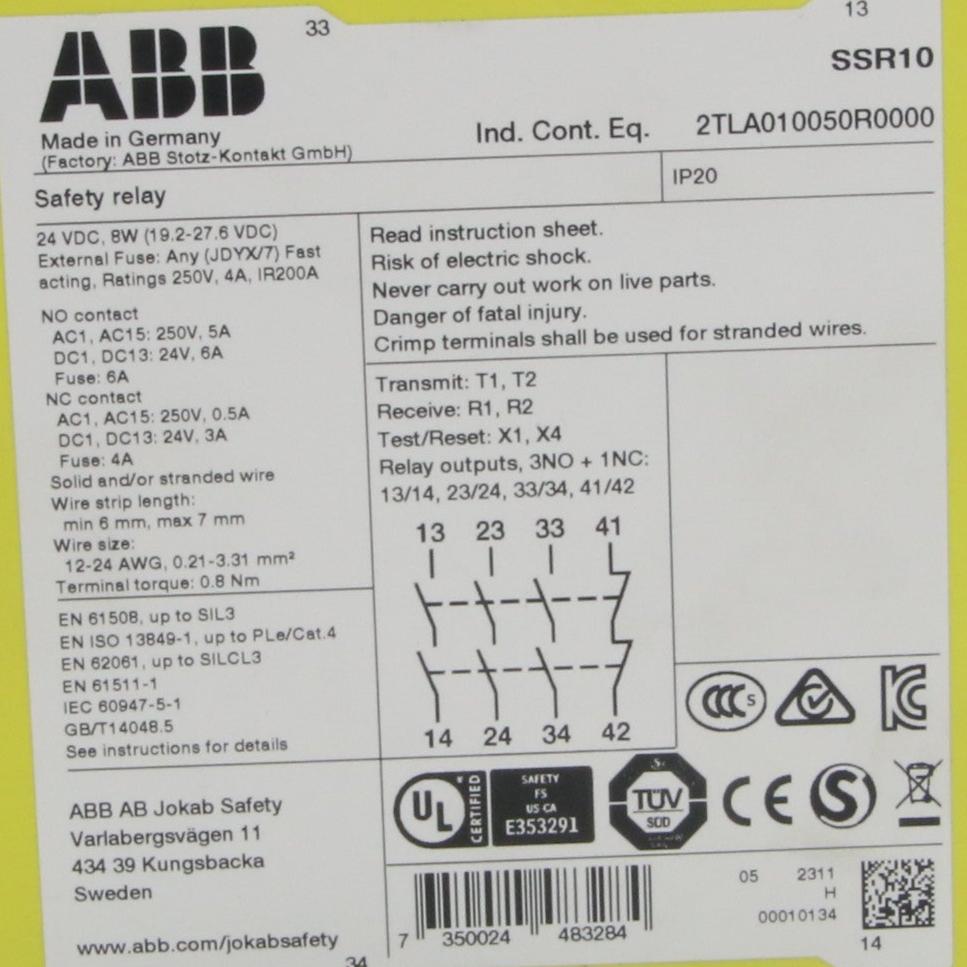 33
13
ABB
SSR10
Made in Germany
(Factory: ABB Stotz-Kontakt GmbH)
Ind. Cont. Eq. 2TLA010050R0000
Safety relay
IP20
24 VDC, 8W (19.2-27.6 VDC)
External Fuse: Any (JDYX/7) Fast
acting, Ratings 250V, 4A, IR200A
NO contact
AC1, AC15: 250V, 5A
DC1, DC13: 24V, 6A
Fuse: 6A
NC contact
AC1, AC15: 250V, 0.5A
DC1, DC13: 24V, 3A
Fuse: 4A
Solid and/or stranded wire
Wire strip length:
min 6 mm, max 7 mm
Wire size:
12-24 AWG, 0.21-3.31 mm²
Terminal torque: 0.8 Nm
Read instruction sheet.
Risk of electric shock.
Never carry out work on live parts.
Danger of fatal injury.
Crimp terminals shall be used for stranded wires.
Transmit: T1, T2
Receive: R1, R2
Test/Reset: X1, X4
Relay outputs, 3NO + 1NC:
13/14, 23/24, 33/34, 41/42
13 23 33 41
14 24 34 42
EN 61508, up to SIL3
EN ISO 13849-1, up to PLe/Cat.4
EN 62061, up to SILCL3
EN 61511-1
IEC 60947-5-1
GB/T14048.5
See instructions for details
CCC S
KC
ABB AB Jokab Safety
Varlabergsvägen 11
434 39 Kungsbacka
Sweden
www.abb.com/jokabsafety
UL CERTIFIED
SAFETY
FS
US CA
E353291
TÜV
SÜD
CE
S
7 350024 483284
05 2311
H
00010134
14
34